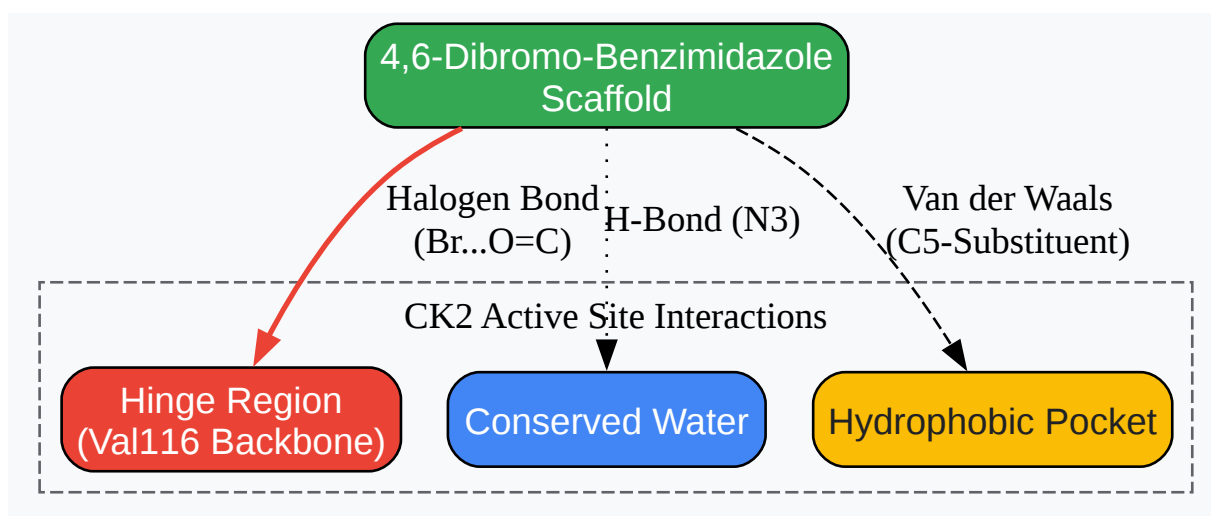 4,6-Dibromo-Benzimidazole
Scaffold
Halogen Bond
(Br...O=C)
H-Bond (N3)
Van der Waals
(C5-Substituent)
CK2 Active Site Interactions
Hinge Region
(Val116 Backbone)
Conserved Water
Hydrophobic Pocket